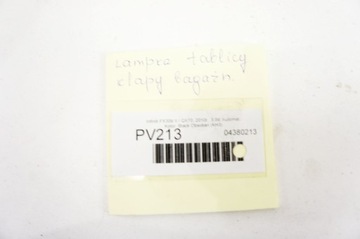 Lampka tablicy
klapy bagażn.
PV213
04380213